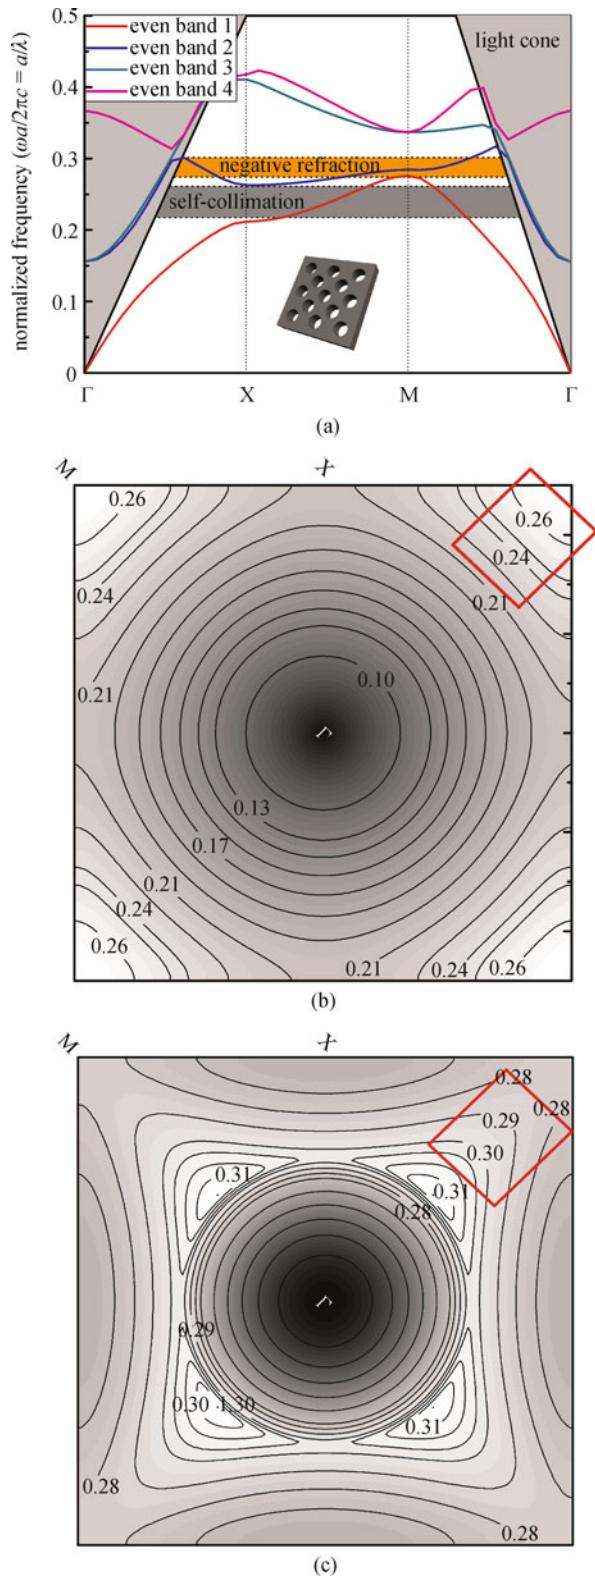 0.5
even band 1
even band 2
even band 3
even band 4
light cone
0.4
0.3
negative refraction
self-collimation
0.2
0.1
0
normalized frequency (ωa/2πc = a/λ)
Γ X M Γ
(a)
M X
0.26 0.26
0.24 0.24
0.21
0.21
0.10
Γ
0.13
0.17
0.21
0.24
0.26
0.21 0.24 0.26
(b)
M X
0.28
0.28
0.29
0.30
0.31 0.31
0.28
Γ
0.29
0.30 1.30
0.31
0.28 0.28
(c)